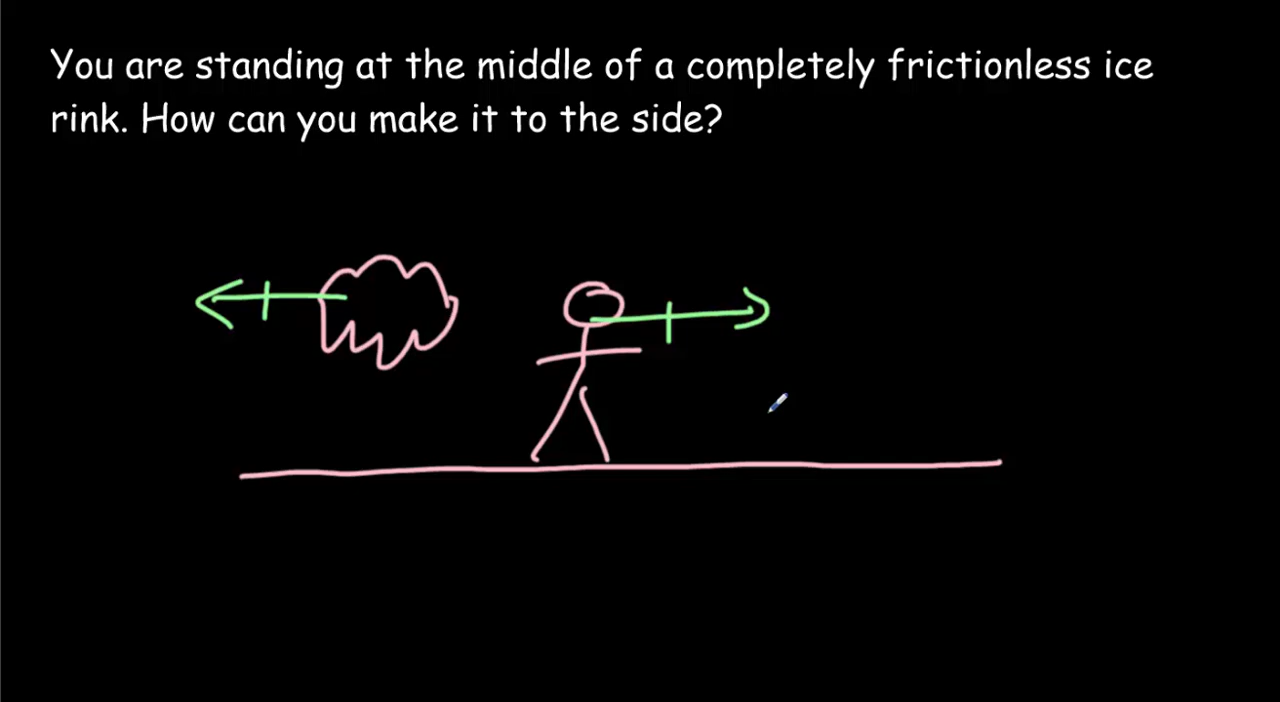 You are standing at the middle of a completely frictionless ice
rink. How can you make it to the side?